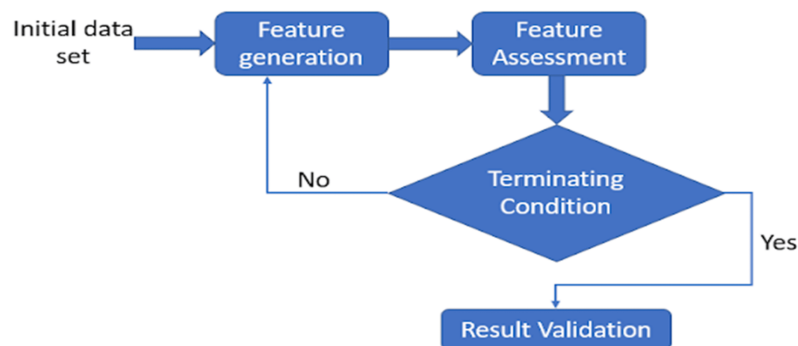 Initial data
set
Feature
generation
Feature
Assessment
No
Terminating
Condition
Yes
Result Validation